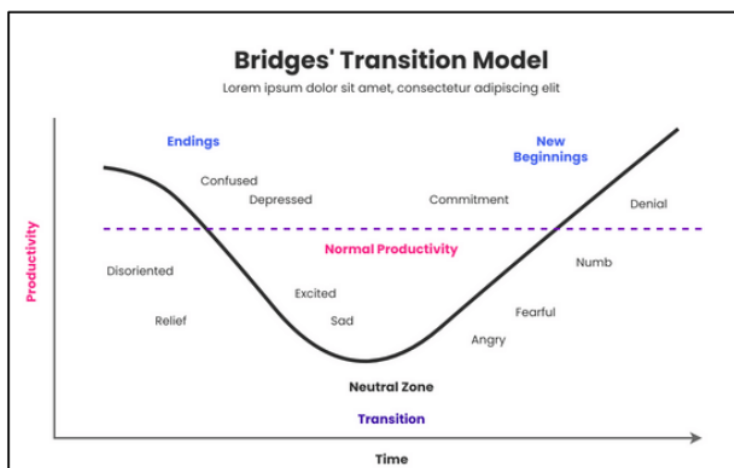 Bridges' Transition Model
Lorem ipsum dolor sit amet, consectetur adipiscing elit
Endings
New
Beginnings
Confused
Depressed
Commitment
Denial
Productivity
Normal Productivity
Disoriented
Numb
Excited
Relief
Sad
Fearful
Angry
Neutral Zone
Transition
Time